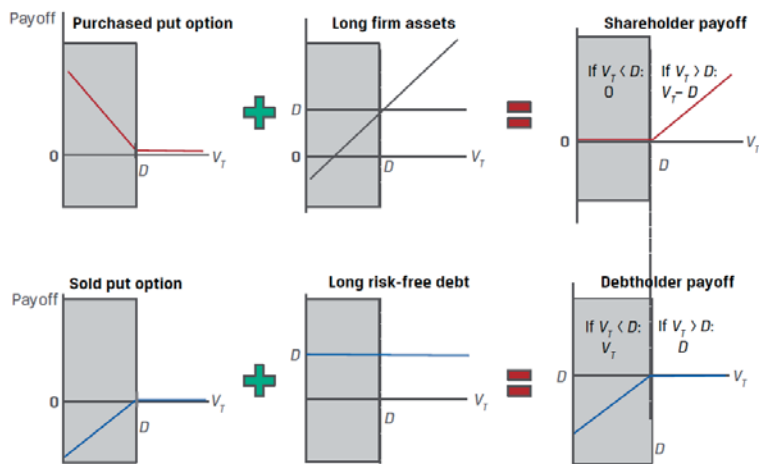 Payoff
Purchased put option
0
D
V_T
Long firm assets
D
0
D
V_T
Shareholder payoff
If V_T < D:
0
If V_T > D:
V_T – D
0
D
V_T
Payoff
Sold put option
0
D
V_T
Long risk-free debt
D
D
V_T
Debtholder payoff
If V_T < D:
V_T
If V_T > D:
D
D
V_T
D